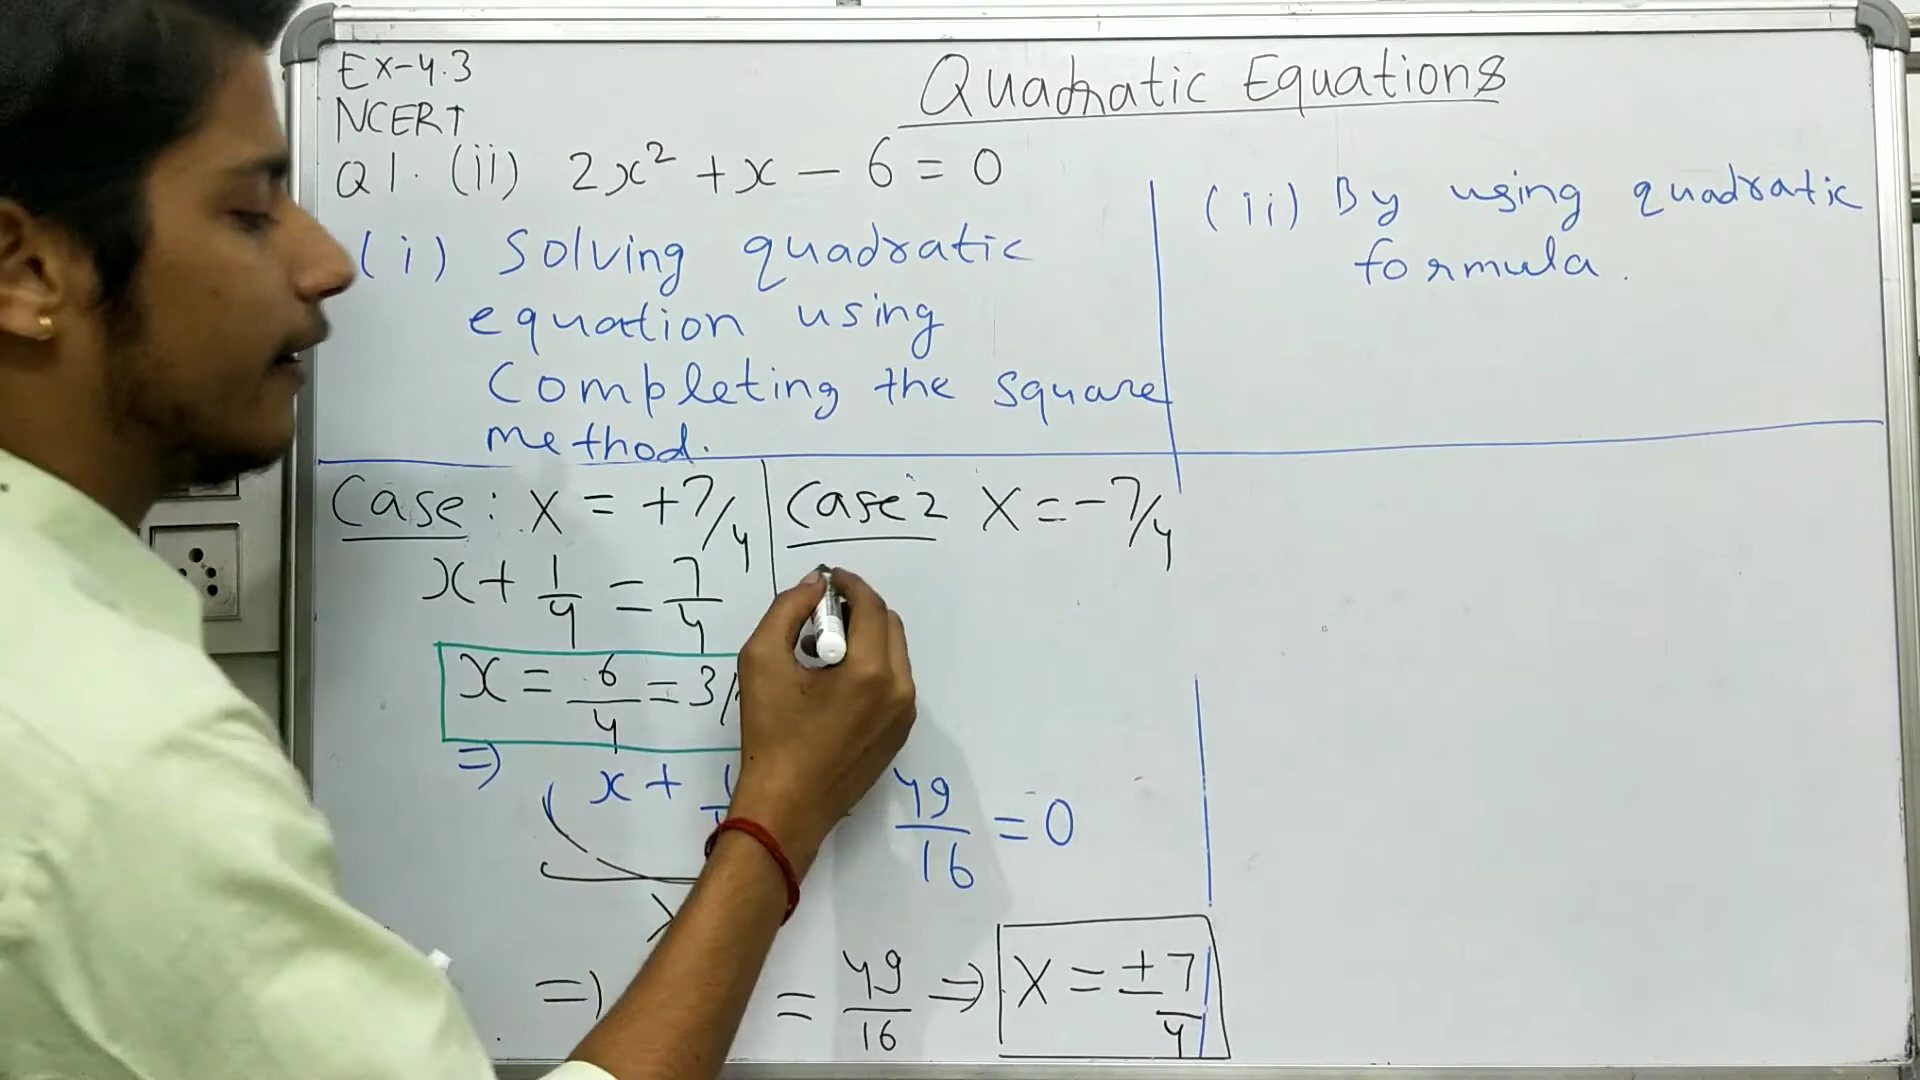 Ex-4.3
NCERT
Quadratic Equations
Q1. (ii) 2x² + x - 6 = 0
(i) Solving quadratic
equation using
Completing the square
method.
(ii) By using quadratic
formula.
Case: X = +7/4
x + 1/4 = 7/4
x = 6/4 = 3/
⇒ x +
49/16 = 0
⇒ = 49/16 ⇒ X = ±7/4
Case 2 X = -7/4